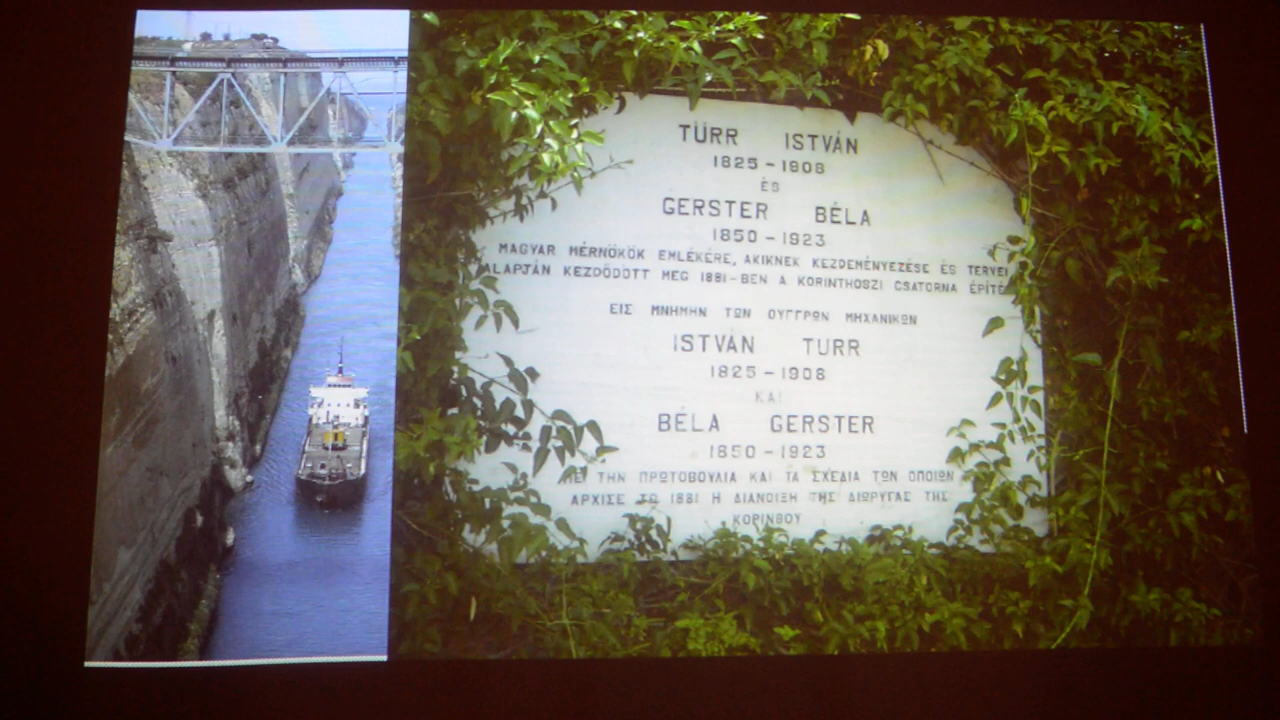 TÜRR ISTVÁN
1825 - 1908
ÉS
GERSTER BÉLA
1850 - 1923
MAGYAR MÉRNÖKÖK EMLÉKÉRE, AKIKNEK KEZDEMÉNYEZÉSE ÉS TERVEI
ALAPJÁN KEZDŐDÖTT MEG 1881-BEN A KORINTHOSZI CSATORNA ÉPÍTÉ
ΕΙΣ ΜΝΗΜΗΝ ΤΩΝ ΟΥΓΓΡΩΝ ΜΗΧΑΝΙΚΩΝ
ISTVÁN TURR
1825 - 1908
ΚΑΙ
BÉLA GERSTER
1850 - 1923
ΜΕ ΤΗΝ ΠΡΩΤΟΒΟΥΛΙΑ ΚΑΙ ΤΑ ΣΧΕΔΙΑ ΤΩΝ ΟΠΟΙΩΝ
ΑΡΧΙΣΕ ΤΟ 1881 Η ΔΙΑΝΟΙΞΗ ΤΗΣ ΔΙΩΡΥΓΑΣ ΤΗΣ
ΚΟΡΙΝΘΟΥ